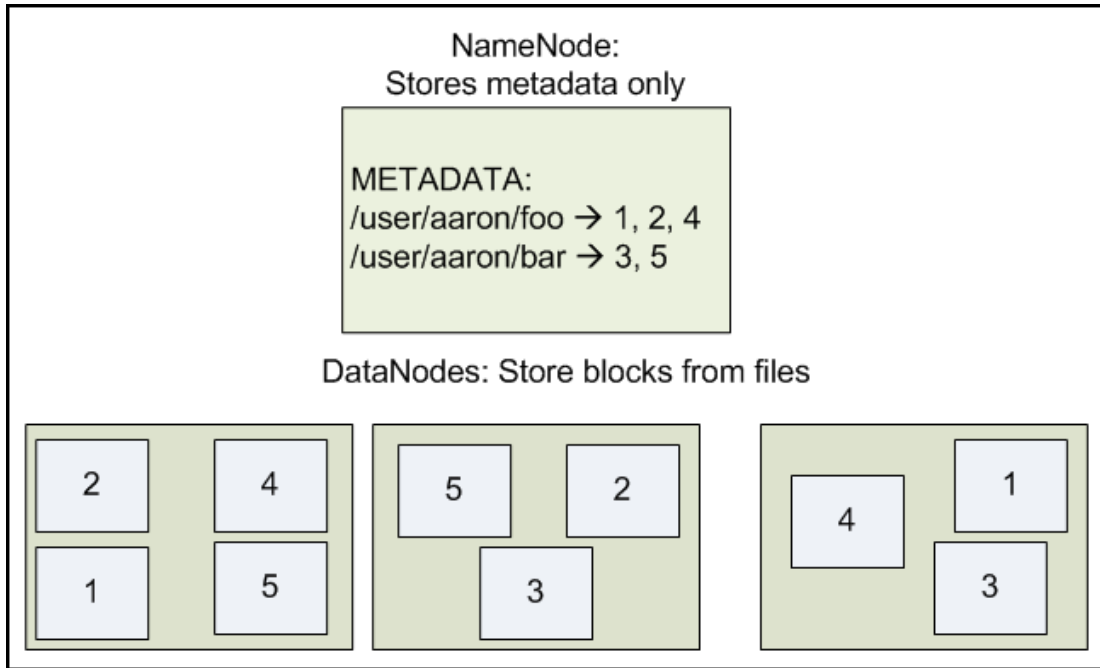 NameNode:
Stores metadata only
METADATA:
/user/aaron/foo → 1, 2, 4
/user/aaron/bar → 3, 5
DataNodes: Store blocks from files
2
4
1
5
5
2
3
4
1
3